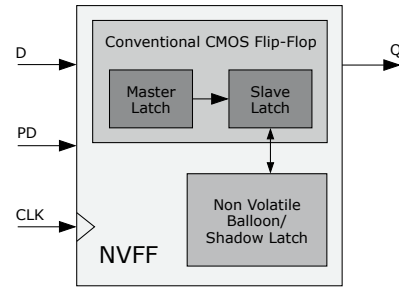 D
PD
CLK
Conventional CMOS Flip-Flop
Master
Latch
Slave
Latch
Non Volatile
Balloon/
Shadow Latch
NVFF
Q